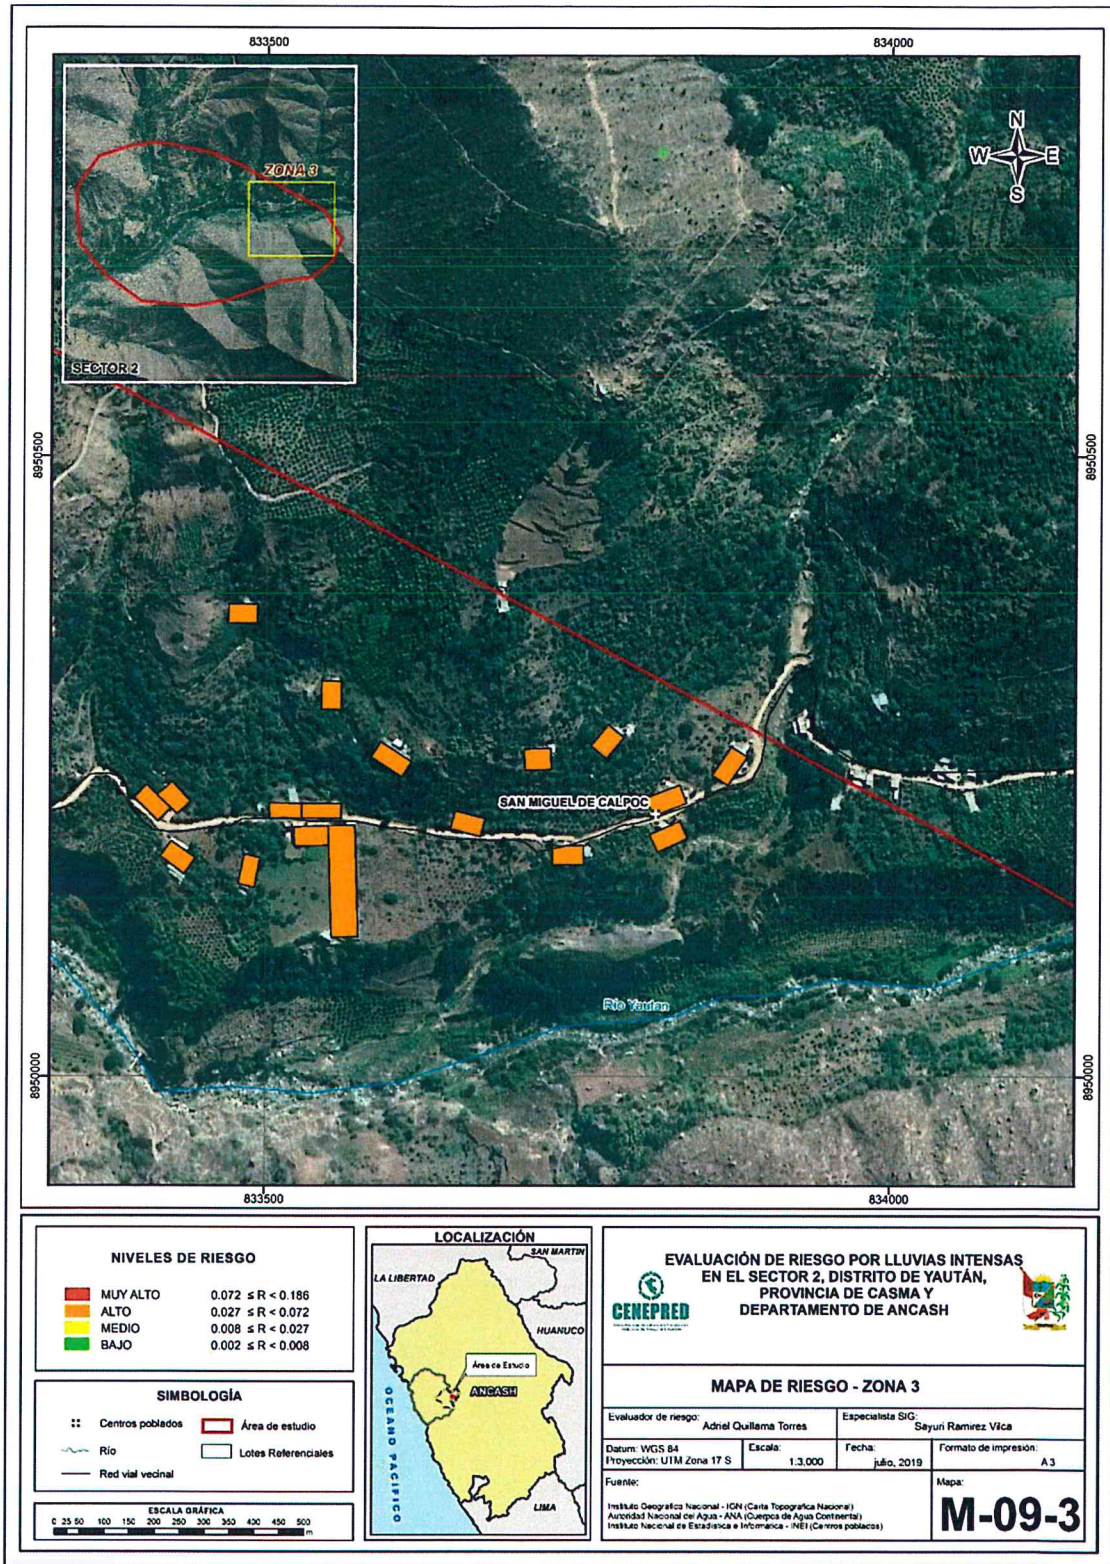 833500
834000
N
W
E
S
ZONA 3
SECTOR 2
8950500
8950500
SAN MIGUEL DE CALPOC
Río Yautan
8950000
8950000
833500
834000
NIVELES DE RIESGO
MUY ALTO 0.072 ≤ R < 0.186
ALTO 0.027 ≤ R < 0.072
MEDIO 0.008 ≤ R < 0.027
BAJO 0.002 ≤ R < 0.008
SIMBOLOGÍA
Centros poblados
Área de estudio
Río
Lotes Referenciales
Red vial vecinal
ESCALA GRÁFICA
0 25 50 100 150 200 250 300 350 400 450 500
m
LOCALIZACIÓN
SAN MARTIN
LA LIBERTAD
HUANUCO
Área de Estudio
ANCASH
OCEANO PACIFICO
LIMA
EVALUACIÓN DE RIESGO POR LLUVIAS INTENSAS
EN EL SECTOR 2, DISTRITO DE YAUTÁN,
PROVINCIA DE CASMA Y
DEPARTAMENTO DE ANCASH
CENEPRED
MAPA DE RIESGO - ZONA 3
Evaluador de riesgo:
Adriel Quillama Torres
Especialista SIG:
Sayuri Ramirez Vilca
Datum: WGS 84
Proyección: UTM Zona 17 S
Escala:
1:3,000
Fecha:
julio, 2019
Formato de impresión:
A3
Fuente:
Instituto Geográfico Nacional - IGN (Carta Topográfica Nacional)
Autoridad Nacional del Agua - ANA (Cuerpos de Agua Continental)
Instituto Nacional de Estadística e Informática - INEI (Centros poblados)
Mapa:
M-09-3